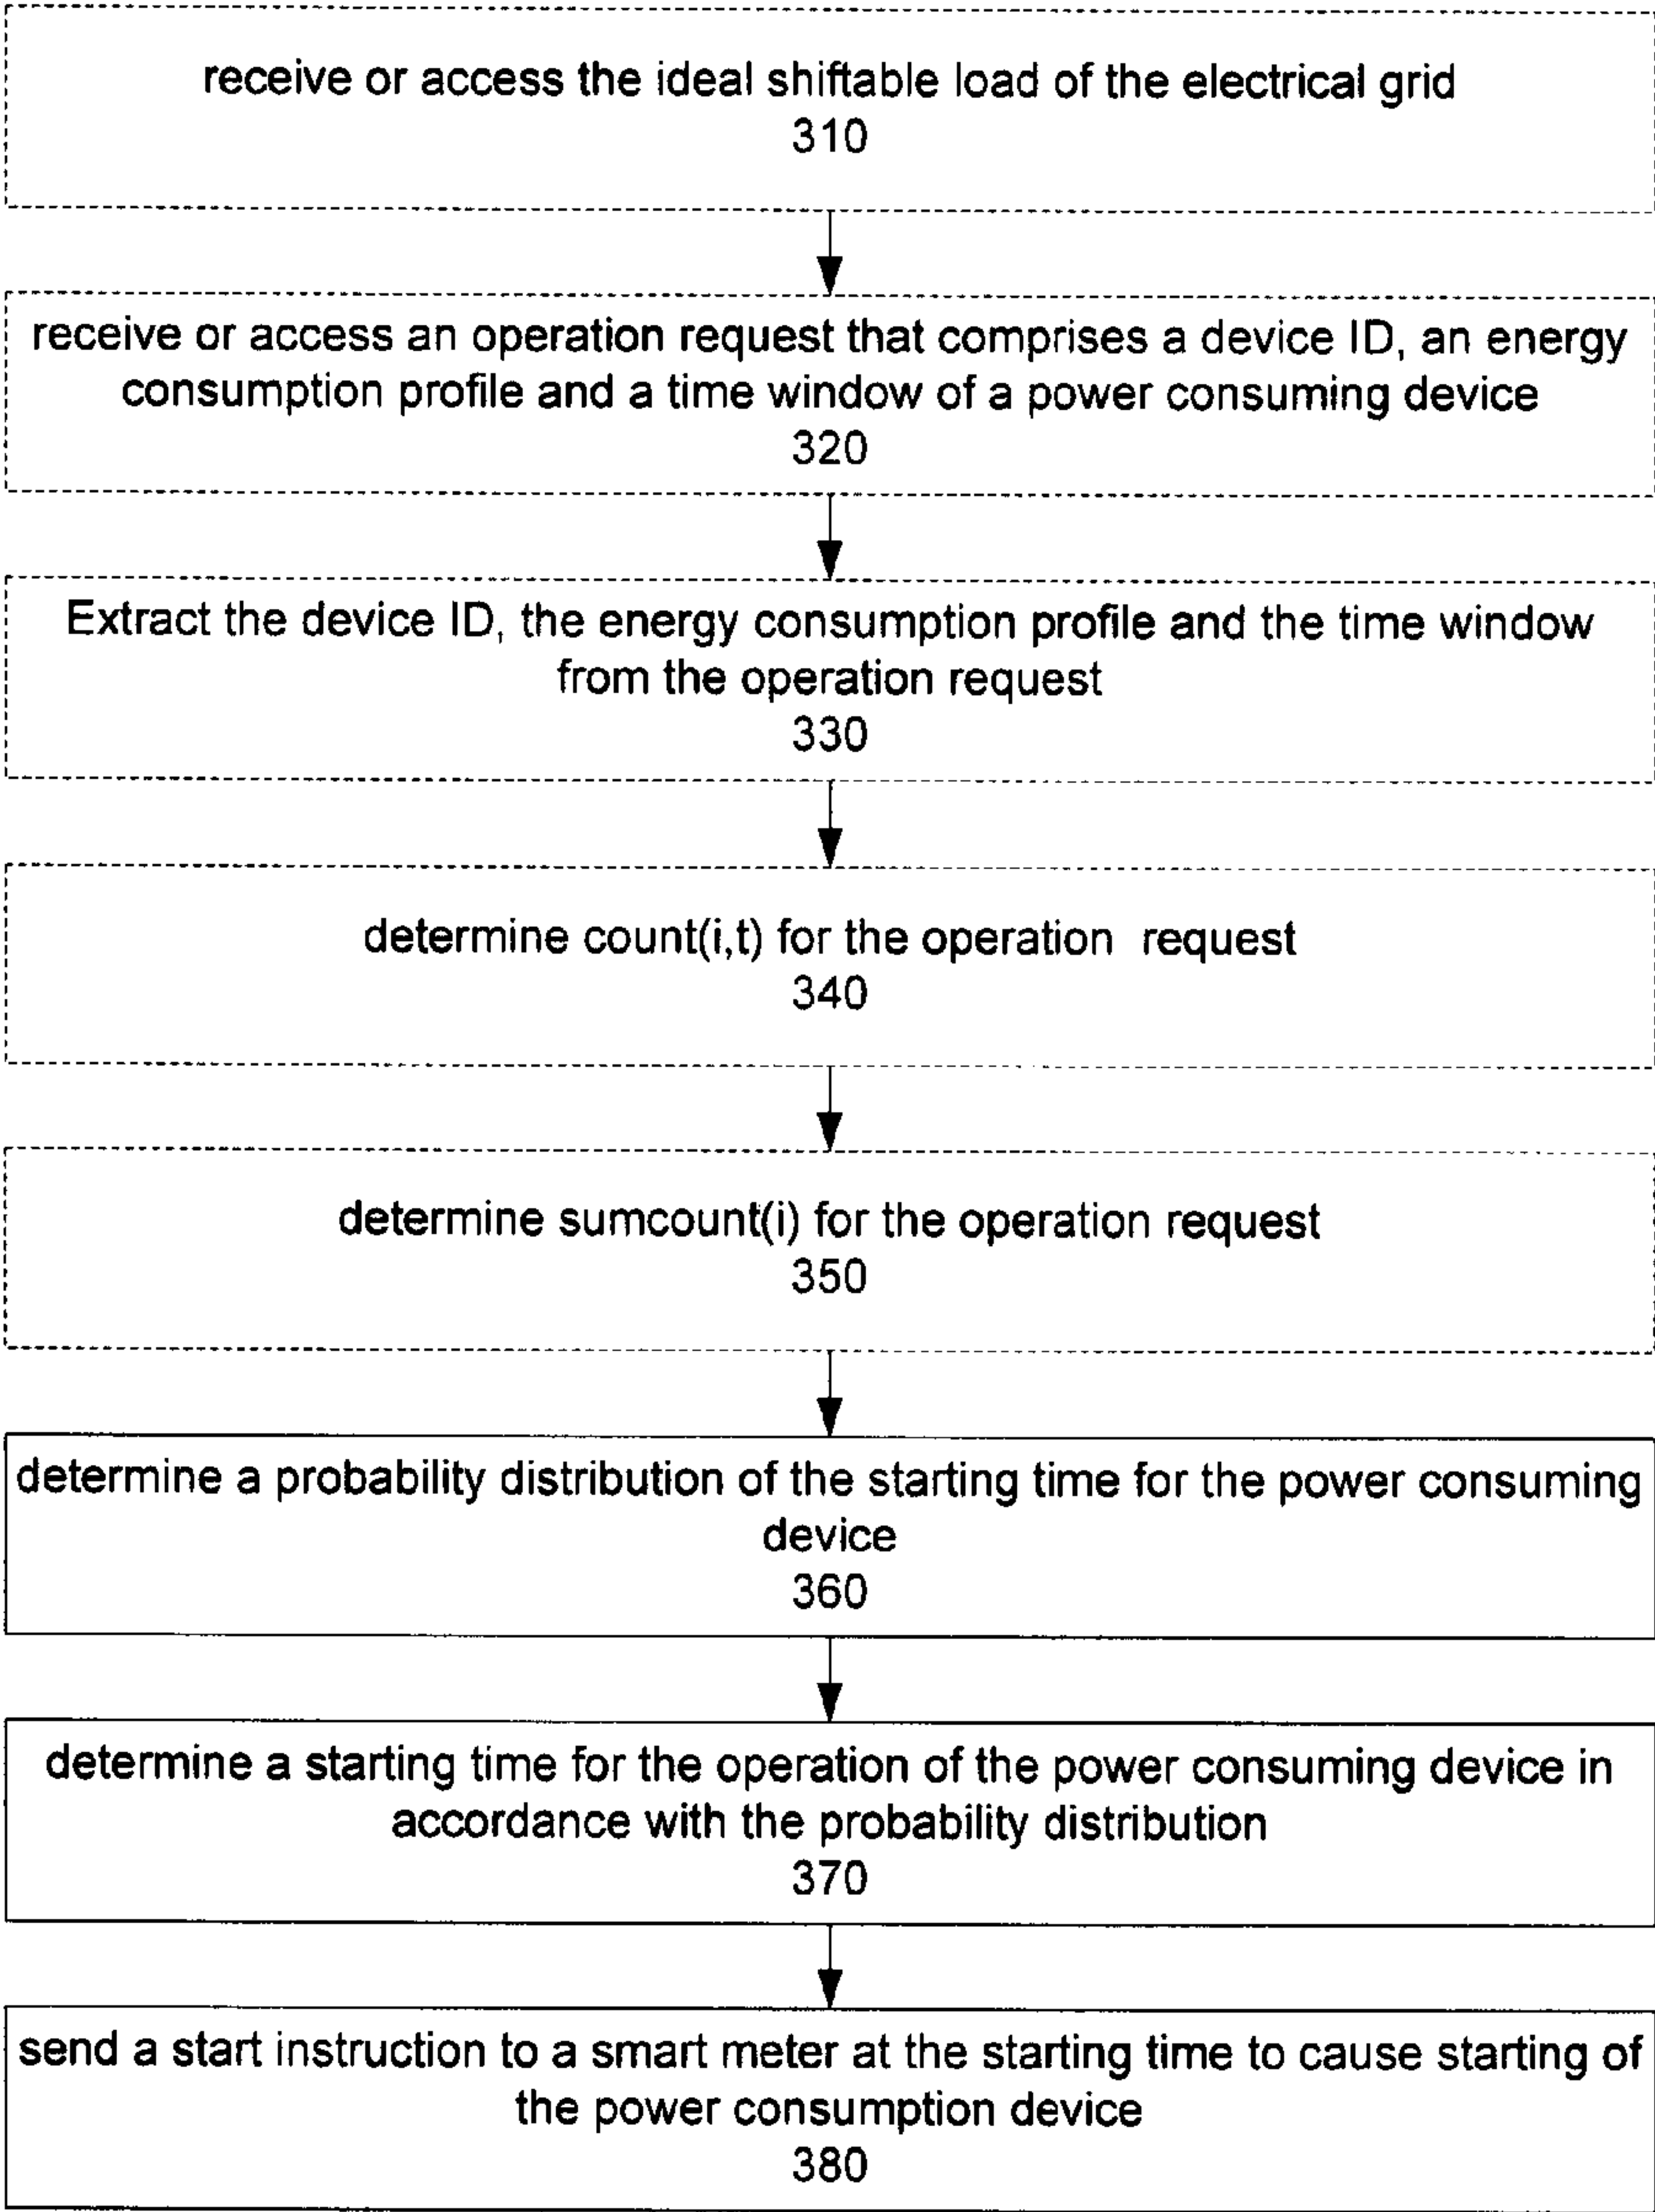 receive or access the ideal shiftable load of the electrical grid
310
receive or access an operation request that comprises a device ID, an energy
consumption profile and a time window of a power consuming device
320
Extract the device ID, the energy consumption profile and the time window
from the operation request
330
determine count(i,t) for the operation request
340
determine sumcount(i) for the operation request
350
determine a probability distribution of the starting time for the power consuming
device
360
determine a starting time for the operation of the power consuming device in
accordance with the probability distribution
370
send a start instruction to a smart meter at the starting time to cause starting of
the power consumption device
380